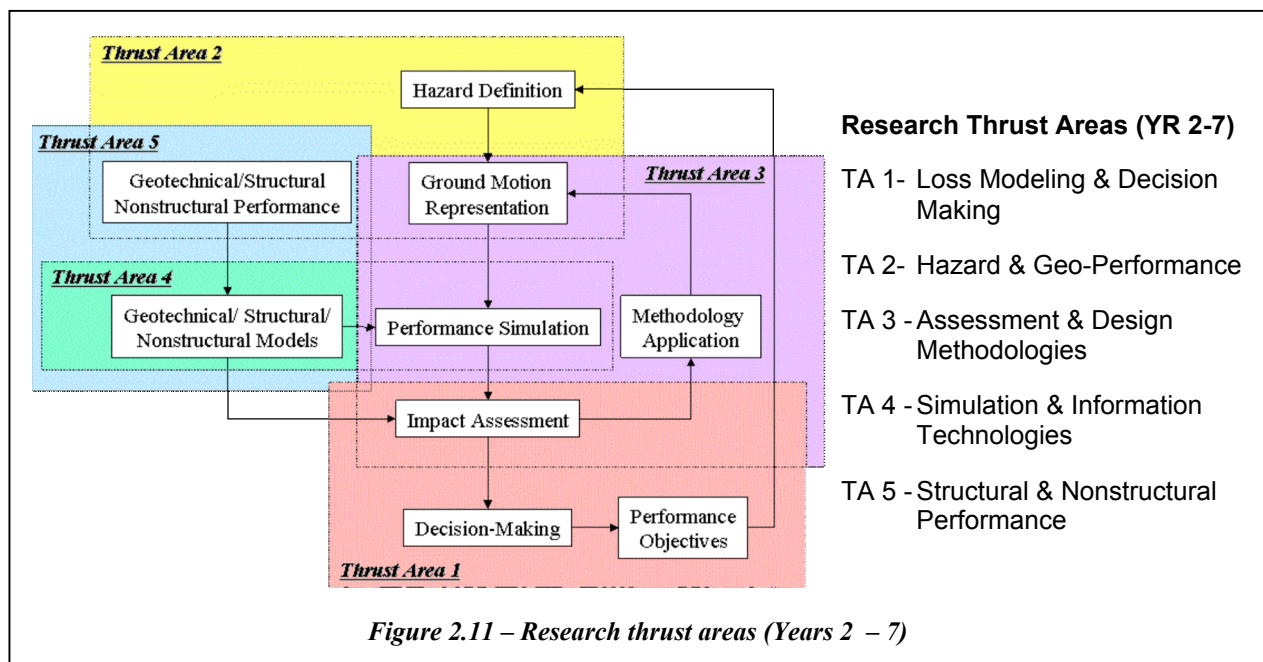 Thrust Area 2
Hazard Definition
Thrust Area 5
Geotechnical/Structural
Nonstructural Performance
Ground Motion
Representation
Thrust Area 3
Thrust Area 4
Geotechnical/ Structural/
Nonstructural Models
Performance Simulation
Methodology
Application
Impact Assessment
Decision-Making
Performance
Objectives
Thrust Area 1
Research Thrust Areas (YR 2-7)
TA 1- Loss Modeling & Decision
Making
TA 2- Hazard & Geo-Performance
TA 3 - Assessment & Design
Methodologies
TA 4 - Simulation & Information
Technologies
TA 5 - Structural & Nonstructural
Performance
Figure 2.11 – Research thrust areas (Years 2 – 7)